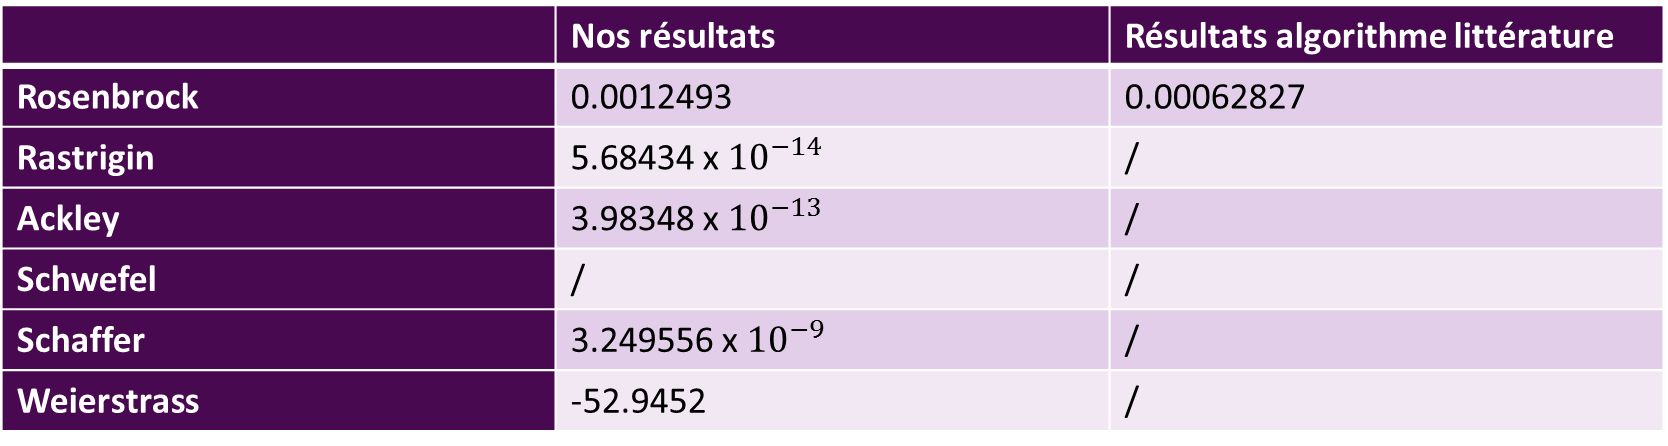 Nos résultats Résultats algorithme littérature
Rosenbrock 0.0012493 0.00062827
Rastrigin 5.68434 x 10⁻¹⁴ /
Ackley 3.98348 x 10⁻¹³ /
Schwefel / /
Schaffer 3.249556 x 10⁻⁹ /
Weierstrass -52.9452 /